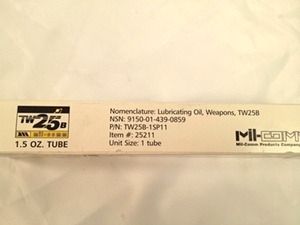 TW25B
1.5 OZ. TUBE
Nomenclature: Lubricating Oil, Weapons, TW25B
NSN: 9150-01-439-0859
P/N: TW25B-1SP11
Item #: 25211
Unit Size: 1 tube
Mil-COMM
Mil-Comm Products Company